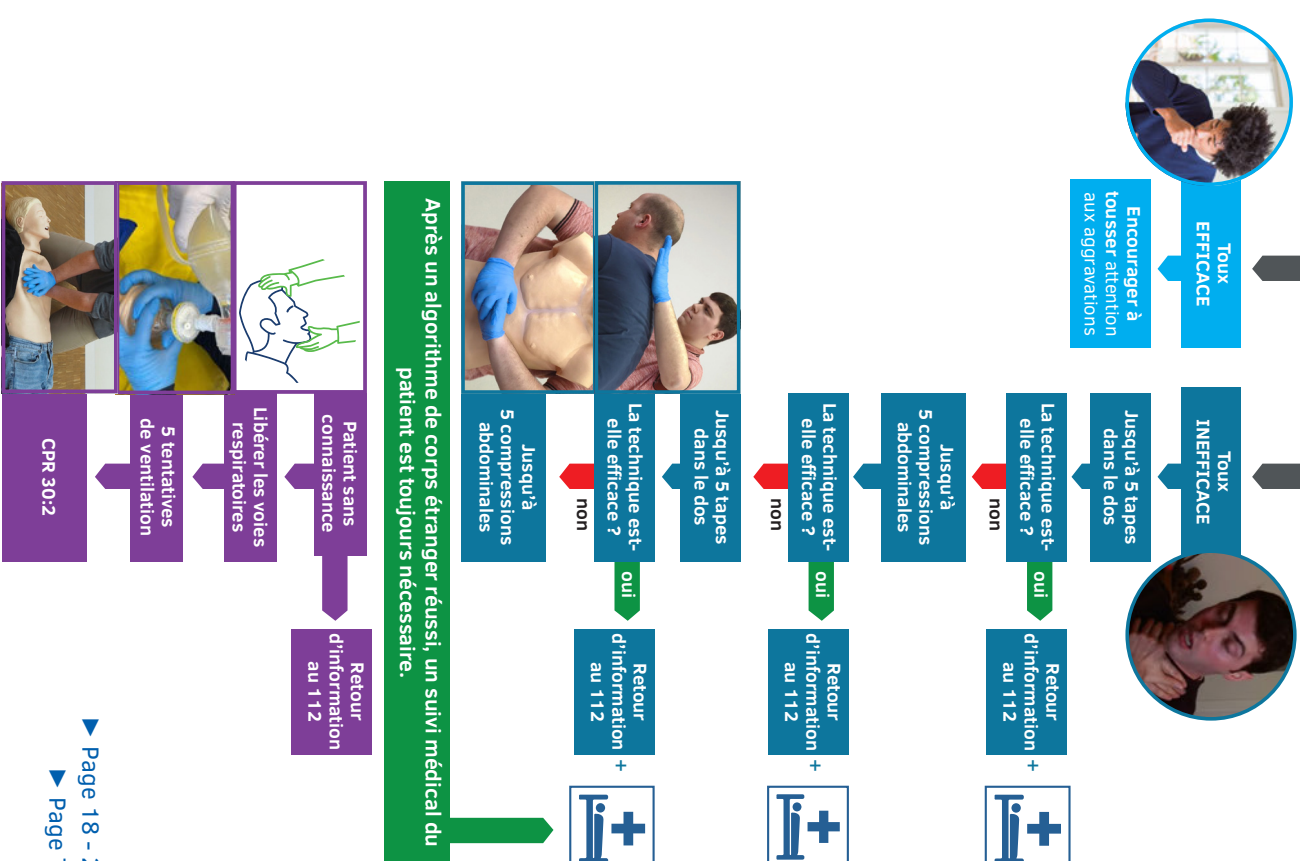 Toux
EFFICACE
Encourager à
tousser attention
aux aggravations
Toux
INEFFICACE
Jusqu'à 5 tapes
dans le dos
La technique est-
elle efficace ?
oui
Retour
d'information
au 112
+
non
Jusqu'à
5 compressions
abdominales
La technique est-
elle efficace ?
oui
Retour
d'information
au 112
+
non
Jusqu'à 5 tapes
dans le dos
La technique est-
elle efficace ?
oui
Retour
d'information
au 112
+
non
Jusqu'à
5 compressions
abdominales
Après un algorithme de corps étranger réussi, un suivi médical du
patient est toujours nécessaire.
Patient sans
connaissance
Retour
d'information
au 112
Libérer les voies
respiratoires
5 tentatives
de ventilation
CPR 30:2
▶ Page 18 -
▶ Page